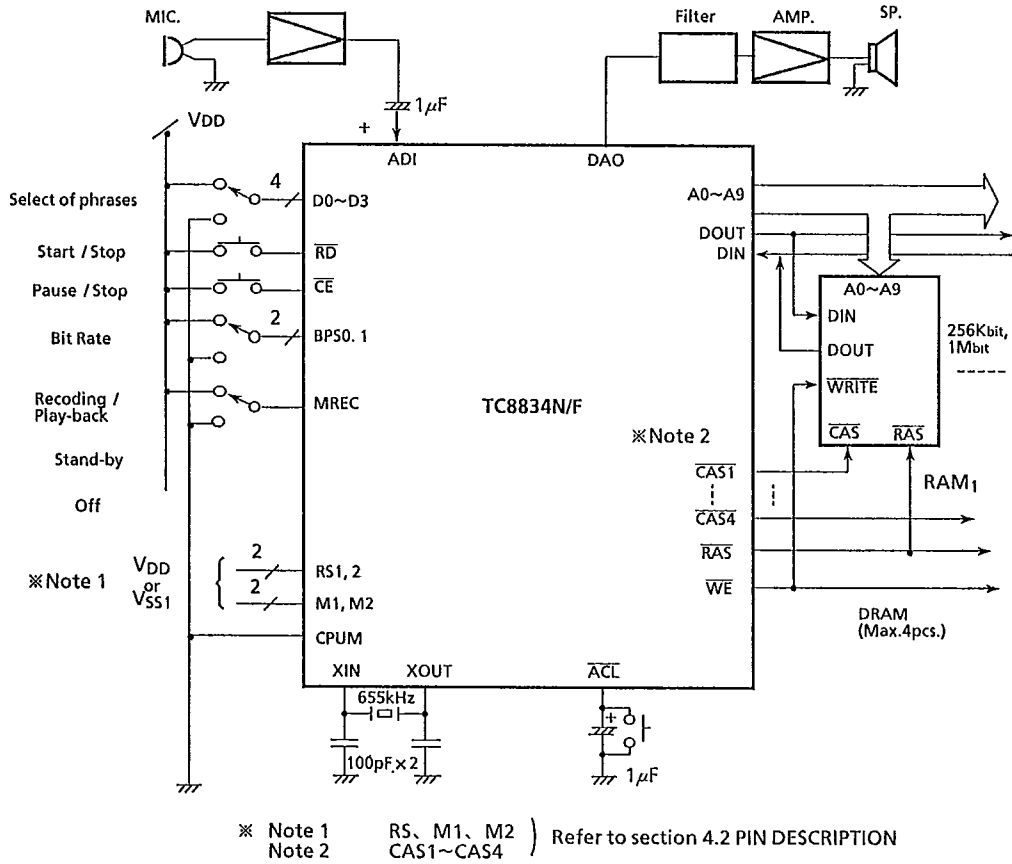 MIC.
Filter
AMP.
SP.
1μF
VDD
+
ADI
DAO
Select of phrases
4
D0~D3
A0~A9
DOUT
DIN
Start / Stop
RD
Pause / Stop
CE
A0~A9
DIN
DOUT
WRITE
CAS
RAS
256Kbit,
1Mbit
Bit Rate
2
BPS0. 1
Recoding /
Play-back
MREC
TC8834N/F
※Note 2
Stand-by
Off
CAS1
RAM1
CAS4
RAS
WE
DRAM
(Max.4pcs.)
※Note 1
VDD
or
VSS1
2
RS1, 2
2
M1, M2
CPUM
XIN
XOUT
ACL
655kHz
100pF.×2
+
1μF
※ Note 1 RS、M1、M2 ) Refer to section 4.2 PIN DESCRIPTION
Note 2 CAS1~CAS4